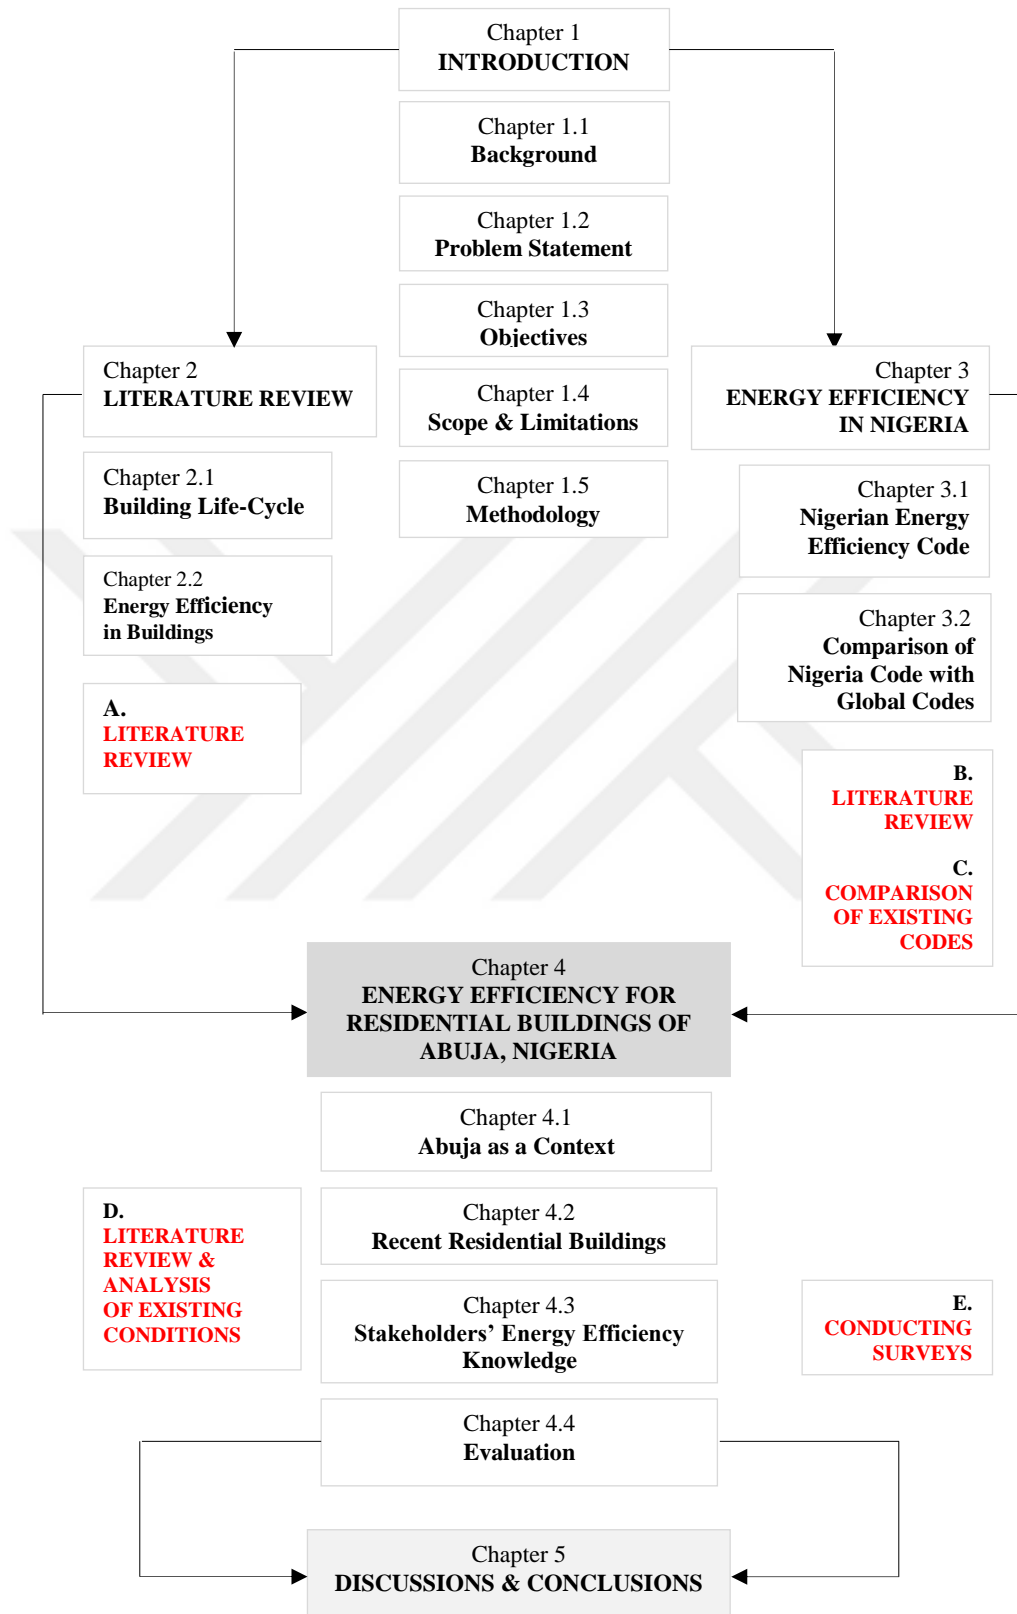 Chapter 1
INTRODUCTION
Chapter 1.1
Background
Chapter 1.2
Problem Statement
Chapter 1.3
Objectives
Chapter 1.4
Scope & Limitations
Chapter 1.5
Methodology
Chapter 2
LITERATURE REVIEW
Chapter 2.1
Building Life-Cycle
Chapter 2.2
Energy Efficiency
in Buildings
A.
LITERATURE
REVIEW
Chapter 3
ENERGY EFFICIENCY
IN NIGERIA
Chapter 3.1
Nigerian Energy
Efficiency Code
Chapter 3.2
Comparison of
Nigeria Code with
Global Codes
B.
LITERATURE
REVIEW
C.
COMPARISON
OF EXISTING
CODES
Chapter 4
ENERGY EFFICIENCY FOR
RESIDENTIAL BUILDINGS OF
ABUJA, NIGERIA
Chapter 4.1
Abuja as a Context
Chapter 4.2
Recent Residential Buildings
Chapter 4.3
Stakeholders’ Energy Efficiency
Knowledge
Chapter 4.4
Evaluation
D.
LITERATURE
REVIEW &
ANALYSIS
OF EXISTING
CONDITIONS
E.
CONDUCTING
SURVEYS
Chapter 5
DISCUSSIONS & CONCLUSIONS